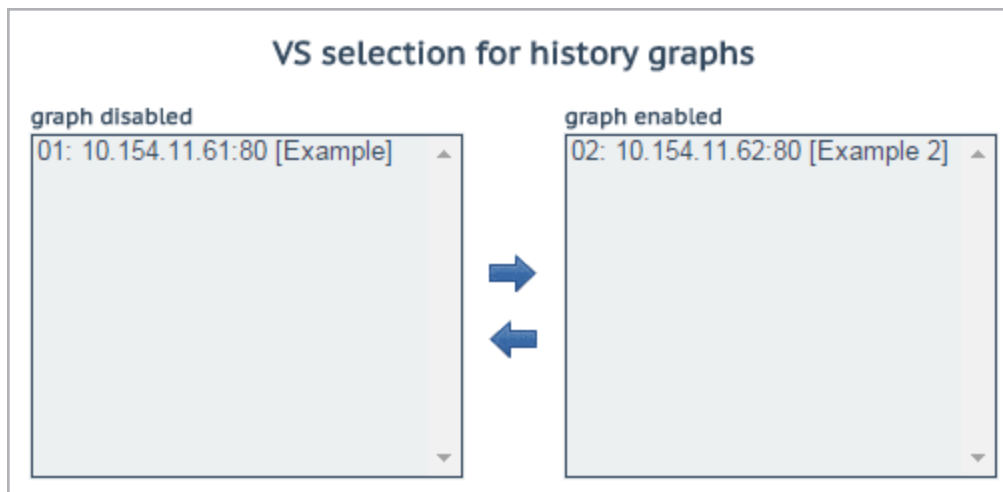 VS selection for history graphs
graph disabled
01: 10.154.11.61:80 [Example]
graph enabled
02: 10.154.11.62:80 [Example 2]